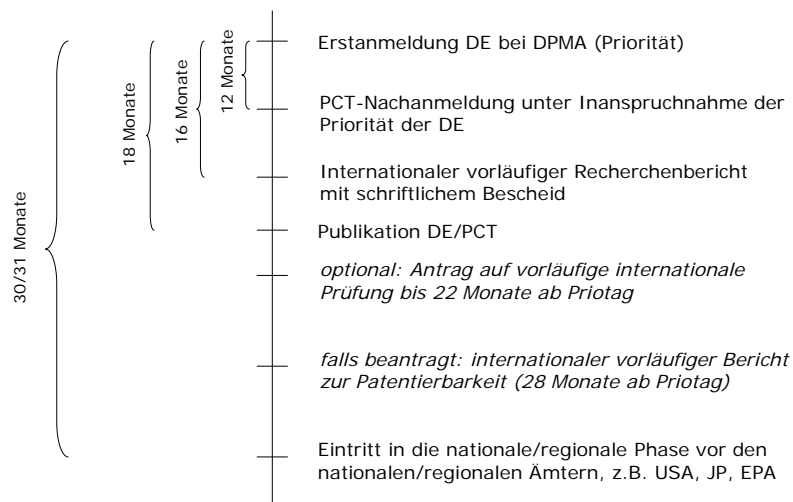 Erstanmeldung DE bei DPMA (Priorität)
12 Monate
PCT-Nachanmeldung unter Inanspruchnahme der
Priorität der DE
16 Monate
Internationaler vorläufiger Recherchenbericht
mit schriftlichem Bescheid
18 Monate
Publikation DE/PCT
optional: Antrag auf vorläufige internationale
Prüfung bis 22 Monate ab Priotag
falls beantragt: internationaler vorläufiger Bericht
zur Patentierbarkeit (28 Monate ab Priotag)
30/31 Monate
Eintritt in die nationale/regionale Phase vor den
nationalen/regionalen Ämtern, z.B. USA, JP, EPA